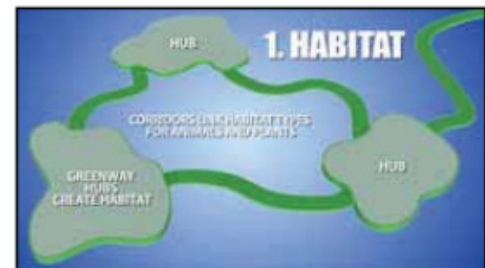 HUB
1. HABITAT
CORRIDORS LINK HABITAT TYPES
FOR ANIMALS AND PLANTS
GREENWAY
HUBS
CREATE HABITAT
HUB